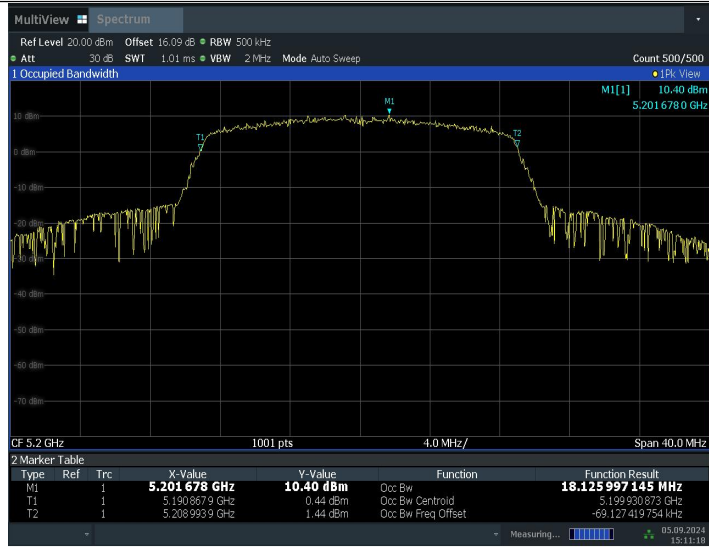 MultiView Spectrum
Ref Level 20.00 dBm Offset 16.09 dB RBW 500 kHz
Att 30 dB SWT 1.01 ms VBW 2 MHz Mode Auto Sweep Count 500/500
1 Occupied Bandwidth 1Pk View
M1[1] 10.40 dBm
5.2016780 GHz
M1
10 dBm
T1
T2
0 dBm
-10 dBm
-20 dBm
-30 dBm
-40 dBm
-50 dBm
-60 dBm
-70 dBm
CF 5.2 GHz 1001 pts 4.0 MHz/ Span 40.0 MHz
2 Marker Table
Type Ref Trc X-Value Y-Value Function Function Result
M1 1 5.201 678 GHz 10.40 dBm Occ Bw 18.125 997 145 MHz
T1 1 5.190 867 9 GHz 0.44 dBm Occ Bw Centroid 5.199 930 873 GHz
T2 1 5.208 993 9 GHz 1.44 dBm Occ Bw Freq Offset -69.127 419 754 kHz
Measuring... 05.09.2024
15:11:18